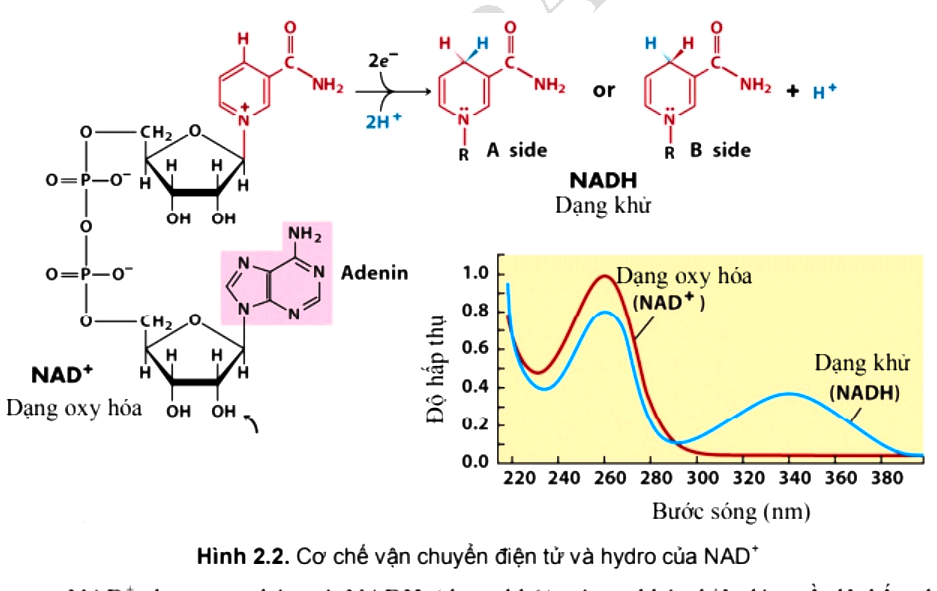 H
O
C
NH₂
N
+
2e⁻
2H⁺
H H
O
C
NH₂
N
R
A side
or
H H
O
C
NH₂
N
R
B side
+ H⁺
NADH
Dạng khử
O
CH₂
O
H H
H H
OH OH
O=P–O⁻
O
O=P–O⁻
O
CH₂
O
H H
H H
OH OH
NH₂
N
N
N
N
Adenin
NAD⁺
Dạng oxy hóa
Độ hấp thụ
1.0
0.8
0.6
0.4
0.2
0.0
Dạng oxy hóa
(NAD⁺)
Dạng khử
(NADH)
220 240 260 280 300 320 340 360 380
Bước sóng (nm)
Hình 2.2. Cơ chế vận chuyển điện tử và hydro của NAD⁺